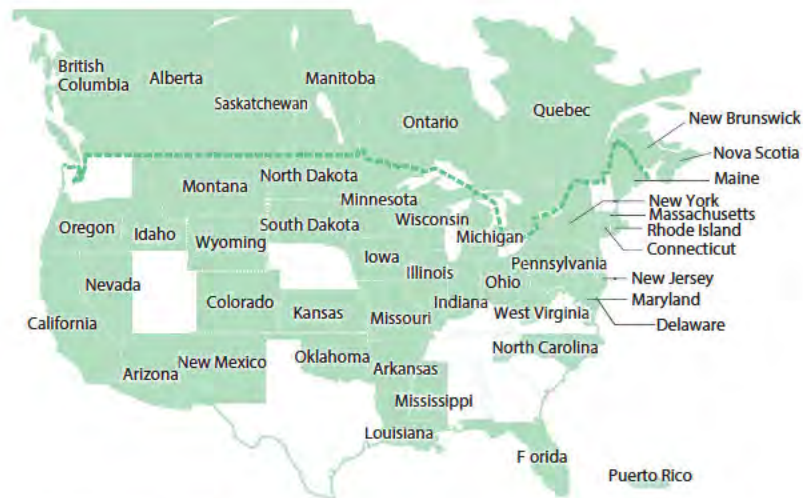 British
Columbia
Alberta
Saskatchewan
Manitoba
Ontario
Quebec
New Brunswick
Nova Scotia
Maine
New York
Massachusetts
Rhode Island
Connecticut
New Jersey
Maryland
Delaware
Montana
North Dakota
Minnesota
Oregon
Idaho
Wyoming
South Dakota
Wisconsin
Michigan
Iowa
Illinois
Pennsylvania
Ohio
Nevada
Colorado
Kansas
Missouri
Indiana
West Virginia
California
Arizona
New Mexico
Oklahoma
Arkansas
North Carolina
Mississippi
Louisiana
F orida
Puerto Rico